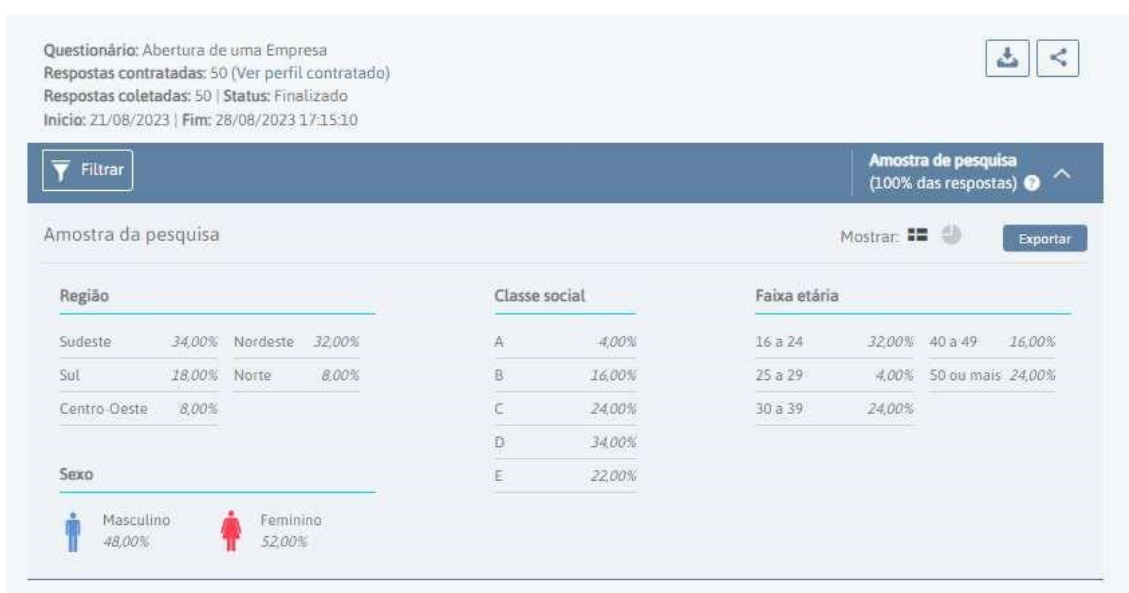 Questionário: Abertura de uma Empresa
Respostas contratadas: 50 (Ver perfil contratado)
Respostas coletadas: 50 | Status: Finalizado
Inicio: 21/08/2023 | Fim: 28/08/2023 17:15:10
Filtrar
Amostra de pesquisa
(100% das respostas) ?
Amostra da pesquisa
Mostrar:
Exportar
Região
Sudeste 34,00% Nordeste 32,00%
Sul 18,00% Norte 8,00%
Centro-Oeste 8,00%
Sexo
Masculino
48,00%
Feminino
52,00%
Classe social
A 4,00%
B 16,00%
C 24,00%
D 34,00%
E 22,00%
Faixa etária
16 a 24 32,00% 40 a 49 16,00%
25 a 29 4,00% 50 ou mais 24,00%
30 a 39 24,00%